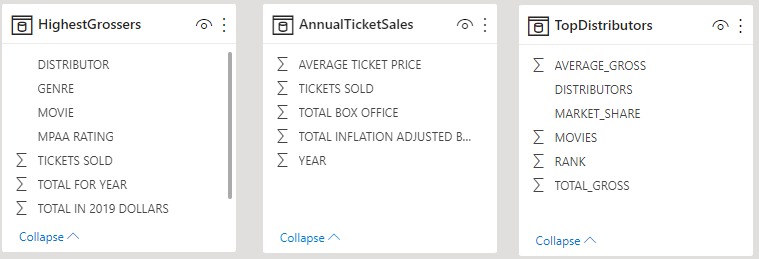 HighestGrossers
DISTRIBUTOR
GENRE
MOVIE
MPAA RATING
∑ TICKETS SOLD
∑ TOTAL FOR YEAR
∑ TOTAL IN 2019 DOLLARS
Collapse
AnnualTicketSales
∑ AVERAGE TICKET PRICE
∑ TICKETS SOLD
∑ TOTAL BOX OFFICE
∑ TOTAL INFLATION ADJUSTED B...
∑ YEAR
Collapse
TopDistributors
∑ AVERAGE_GROSS
DISTRIBUTORS
MARKET_SHARE
∑ MOVIES
∑ RANK
∑ TOTAL_GROSS
Collapse